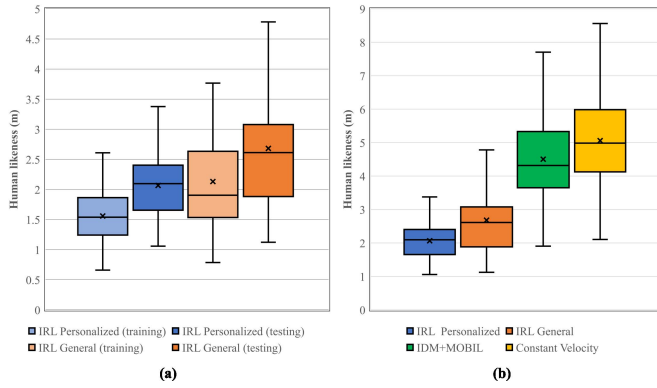 5
4.5
4
3.5
3
2.5
2
1.5
1
0.5
0
Human likeness (m)
IRL Personalized (training) IRL Personalized (testing)
IRL General (training) IRL General (testing)
(a)
9
8
7
6
5
4
3
2
1
0
Human likeness (m)
IRL Personalized IRL General
IDM+MOBIL Constant Velocity
(b)